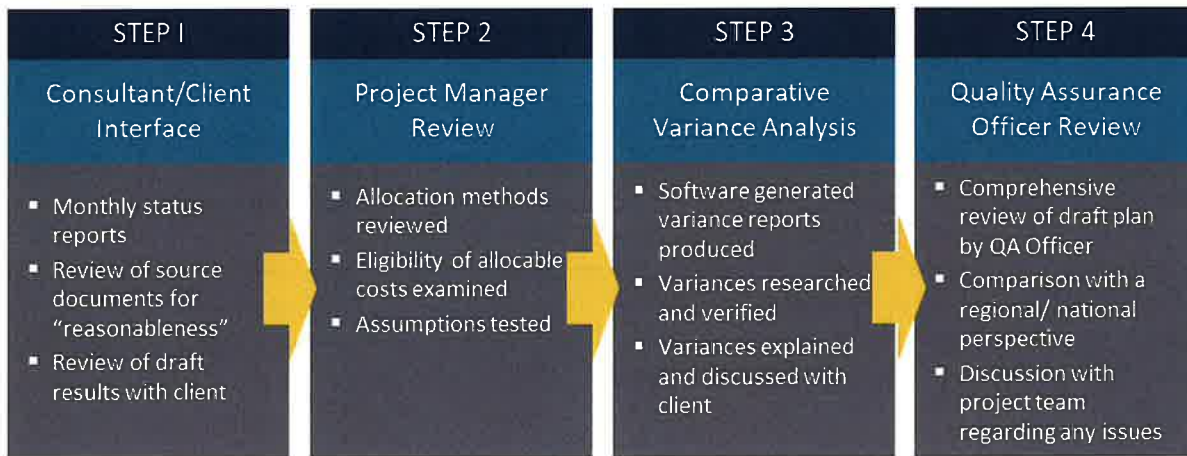 STEP I
Consultant/Client
Interface
▪ Monthly status
reports
▪ Review of source
documents for
“reasonableness”
▪ Review of draft
results with client
STEP 2
Project Manager
Review
▪ Allocation methods
reviewed
▪ Eligibility of allocable
costs examined
▪ Assumptions tested
STEP 3
Comparative
Variance Analysis
▪ Software generated
variance reports
produced
▪ Variances researched
and verified
▪ Variances explained
and discussed with
client
STEP 4
Quality Assurance
Officer Review
▪ Comprehensive
review of draft plan
by QA Officer
▪ Comparison with a
regional/ national
perspective
▪ Discussion with
project team
regarding any issues